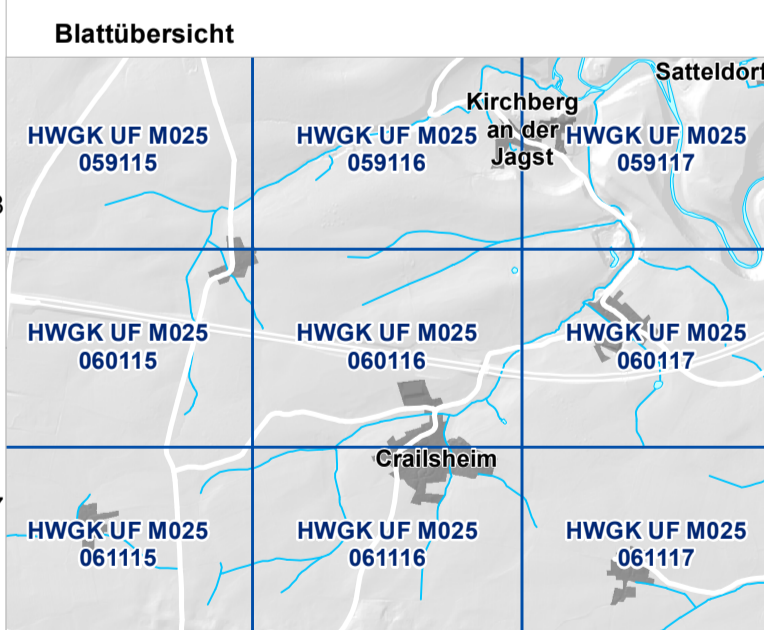 Blattübersicht
Satteldorf
Kirchberg
an der
Jagst
HWGK UF M025
059115
HWGK UF M025
059116
HWGK UF M025
059117
HWGK UF M025
060115
HWGK UF M025
060116
HWGK UF M025
060117
Crailsheim
HWGK UF M025
061115
HWGK UF M025
061116
HWGK UF M025
061117